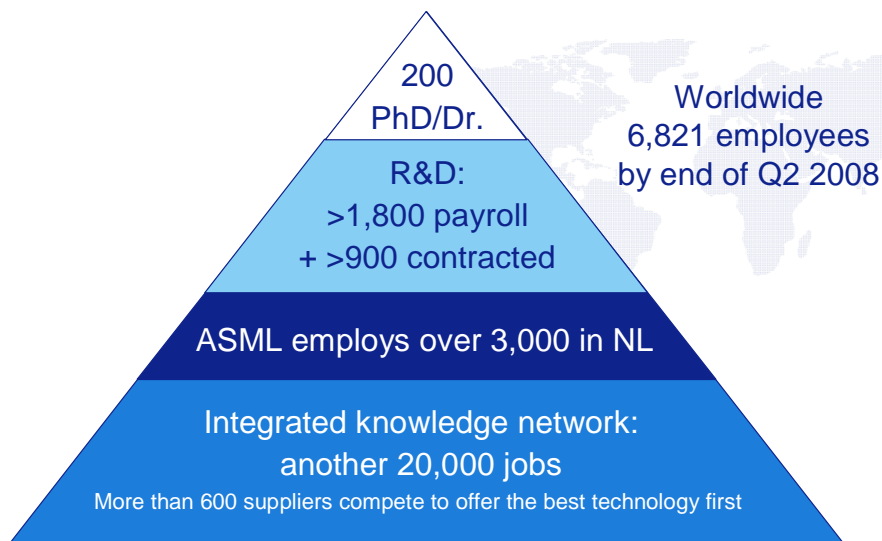 200
PhD/Dr.
Worldwide
6,821 employees
by end of Q2 2008
R&D:
>1,800 payroll
+ >900 contracted
ASML employs over 3,000 in NL
Integrated knowledge network:
another 20,000 jobs
More than 600 suppliers compete to offer the best technology first